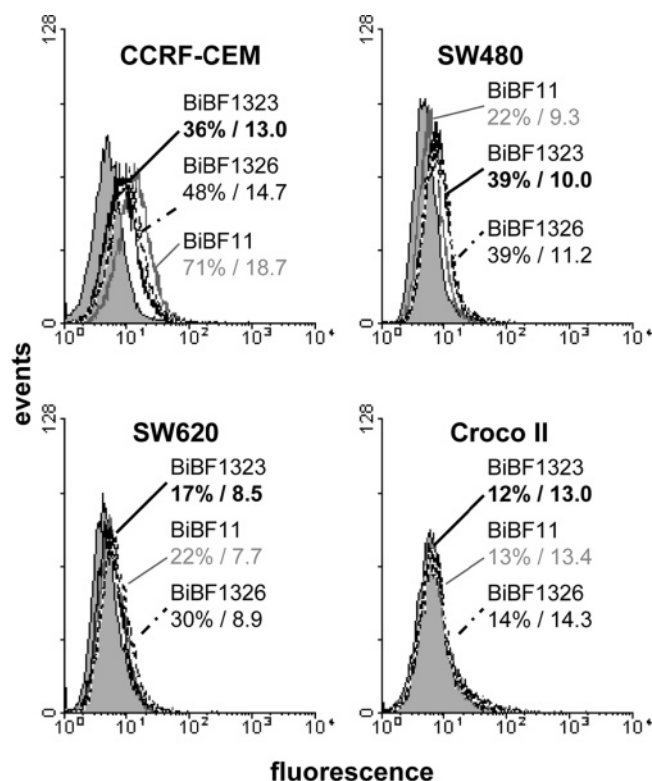 128
CCRF-CEM
BiBF1323
36% / 13.0
BiBF1326
48% / 14.7
BiBF11
71% / 18.7
0
10⁰ 10¹ 10² 10³ 10⁴
128
SW480
BiBF11
22% / 9.3
BiBF1323
39% / 10.0
BiBF1326
39% / 11.2
0
10⁰ 10¹ 10² 10³ 10⁴
events
128
SW620
BiBF1323
17% / 8.5
BiBF11
22% / 7.7
BiBF1326
30% / 8.9
0
10⁰ 10¹ 10² 10³ 10⁴
128
Croco II
BiBF1323
12% / 13.0
BiBF11
13% / 13.4
BiBF1326
14% / 14.3
0
10⁰ 10¹ 10² 10³ 10⁴
fluorescence